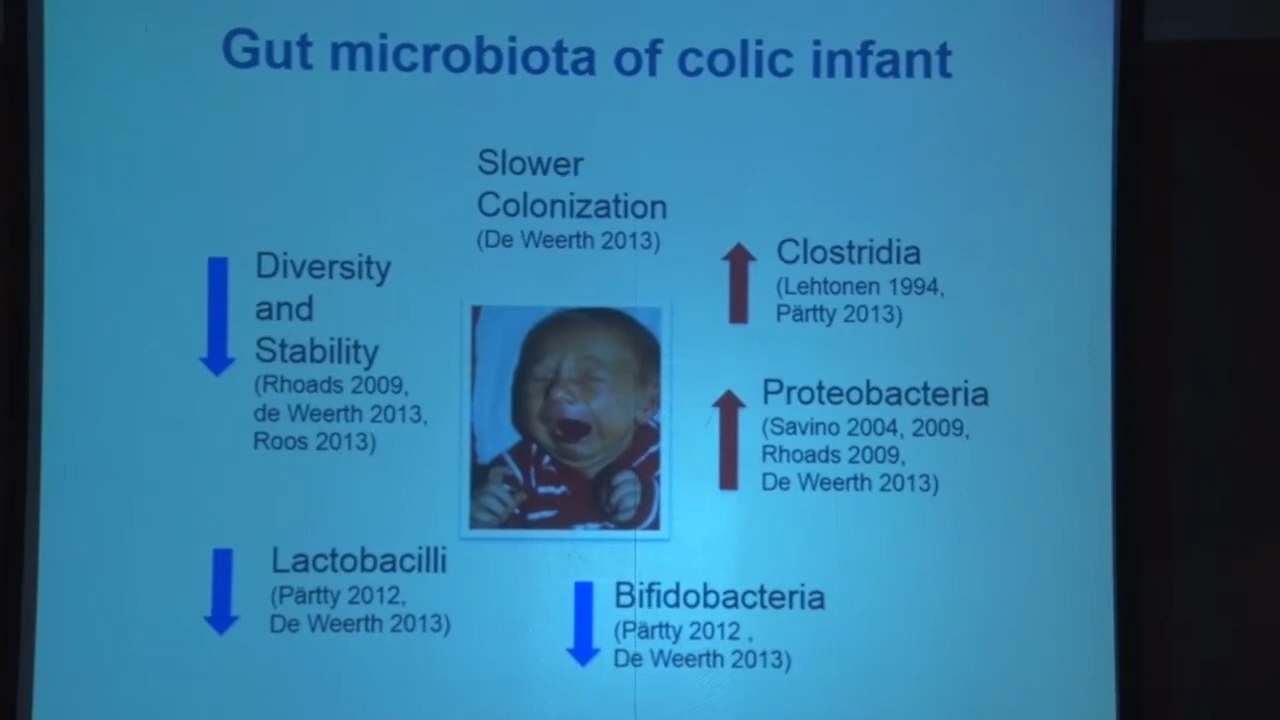 Gut microbiota of colic infant
Slower
Colonization
(De Weerth 2013)
Diversity
and
Stability
(Rhoads 2009,
de Weerth 2013,
Roos 2013)
Clostridia
(Lehtonen 1994,
Pärtty 2013)
Proteobacteria
(Savino 2004, 2009,
Rhoads 2009,
De Weerth 2013)
Lactobacilli
(Pärtty 2012,
De Weerth 2013)
Bifidobacteria
(Pärtty 2012 ,
De Weerth 2013)